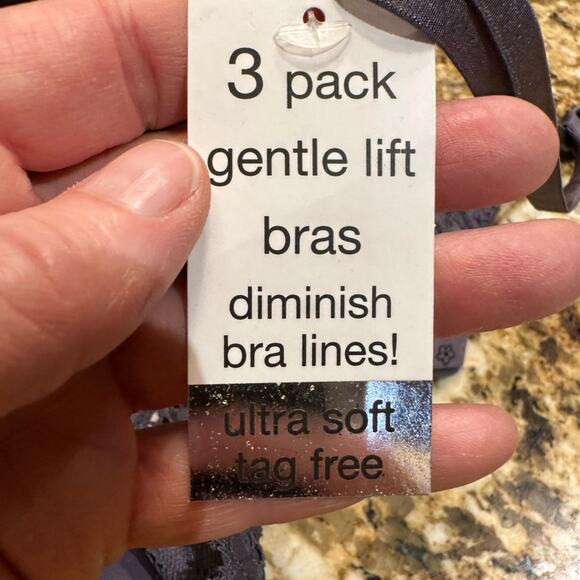 3 pack
gentle lift
bras
diminish
bra lines!
ultra soft
tag free